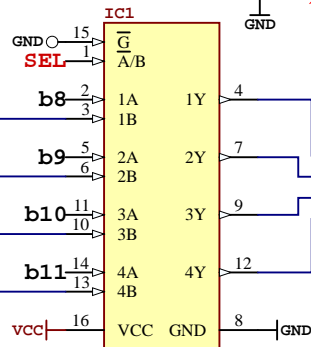 IC1
GND
GND 15 G
SEL 1 A/B
b8 2 1A 1Y 4
3 1B
b9 5 2A 2Y 7
6 2B
b10 11 3A 3Y 9
10 3B
b11 14 4A 4Y 12
13 4B
VCC 16 VCC GND 8 GND